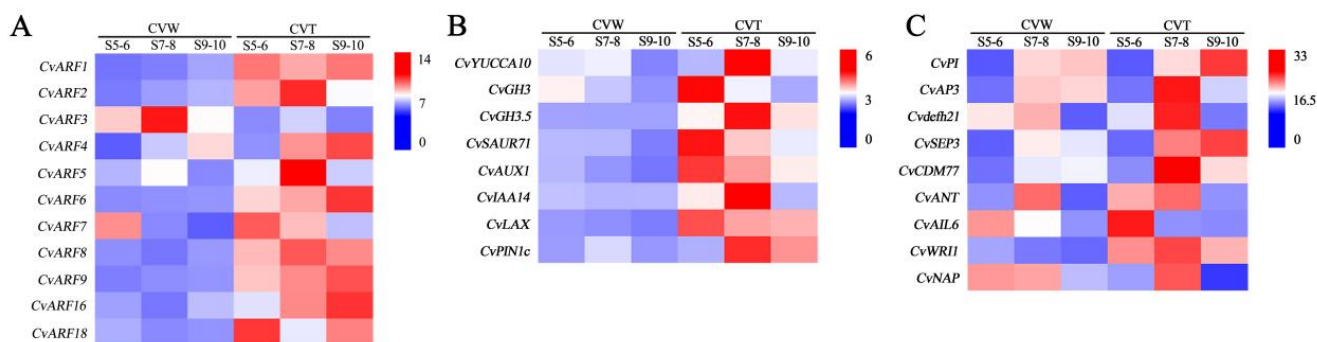 A
CVW CVT
S5-6 S7-8 S9-10 S5-6 S7-8 S9-10
CvARF1
CvARF2
CvARF3
CvARF4
CvARF5
CvARF6
CvARF7
CvARF8
CvARF9
CvARF16
CvARF18
14
7
0
B
CVW CVT
S5-6 S7-8 S9-10 S5-6 S7-8 S9-10
CvYUCCA10
CvGH3
CvGH3.5
CvSAUR71
CvAUX1
CvIAA14
CvLAX
CvPIN1c
6
3
0
C
CVW CVT
S5-6 S7-8 S9-10 S5-6 S7-8 S9-10
CvPI
CvAP3
Cvdefh21
CvSEP3
CvCDM77
CvANT
CvAIL6
CvWRI1
CvNAP
33
16.5
0